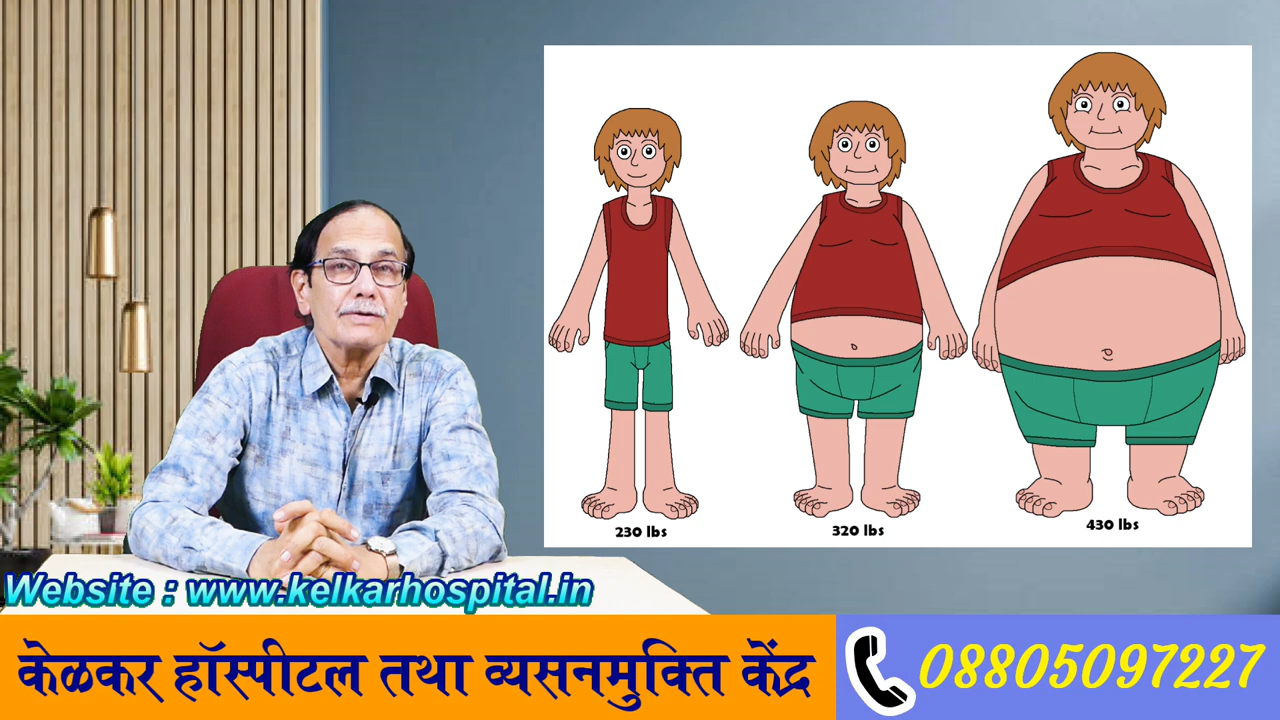 230 lbs
320 lbs
430 lbs
Website : www.kelkarhospital.in
केळकर हॉस्पीटल तथा व्यसनमुक्ति केंद्र
08805097227